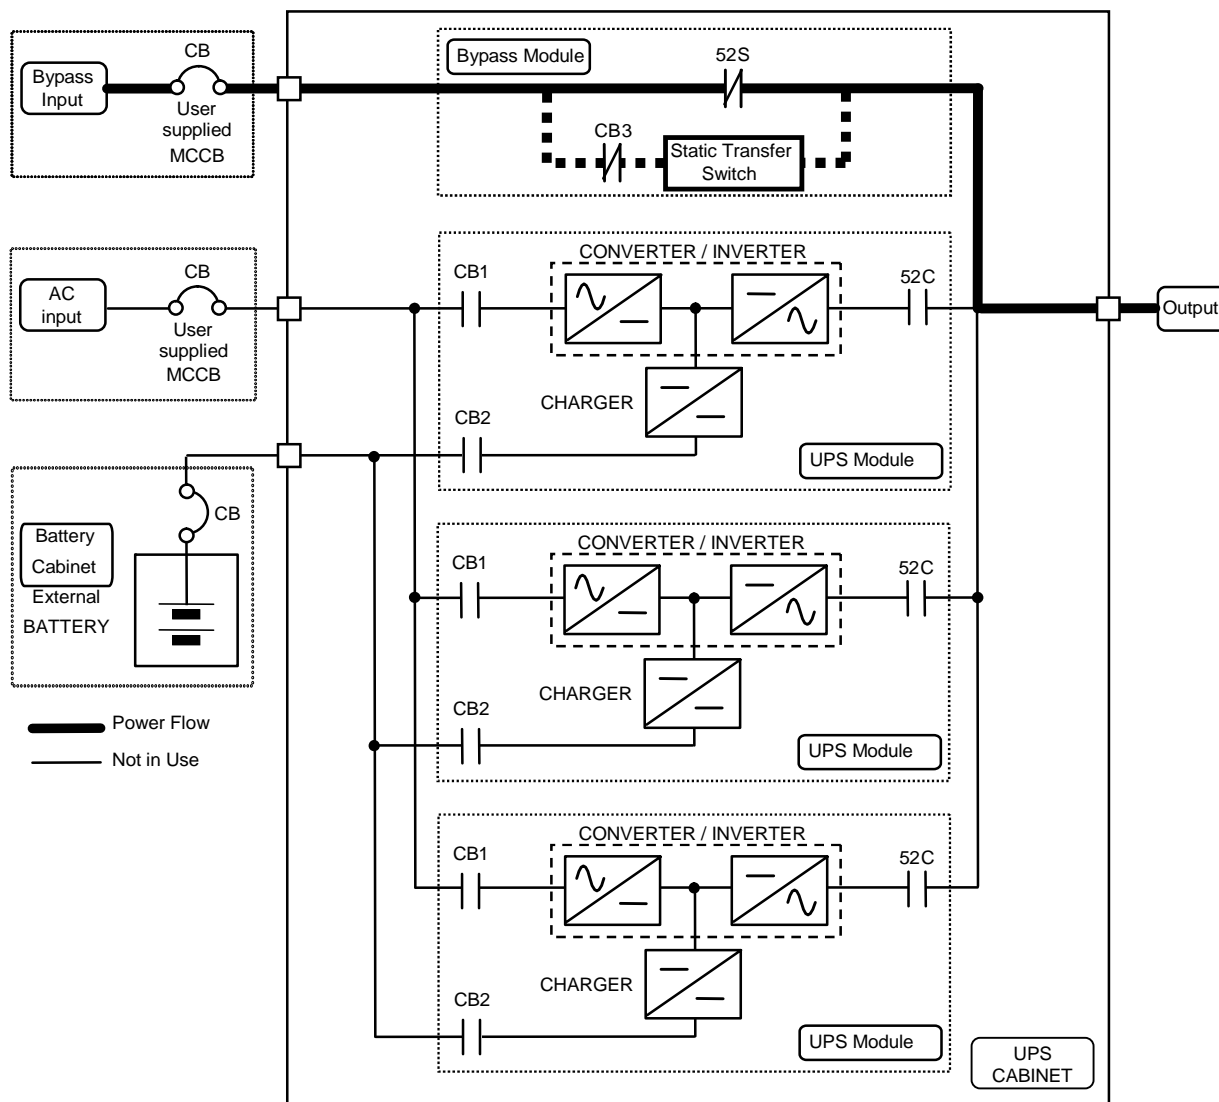 Bypass
Input
CB
User
supplied
MCCB
Bypass Module
52S
CB3
Static Transfer
Switch
AC
input
CB
User
supplied
MCCB
CONVERTER / INVERTER
CB1
52C
CHARGER
CB2
UPS Module
Output
Battery
Cabinet
External
BATTERY
CB
CONVERTER / INVERTER
CB1
52C
CHARGER
CB2
UPS Module
Power Flow
Not in Use
CONVERTER / INVERTER
CB1
52C
CHARGER
CB2
UPS Module
UPS
CABINET